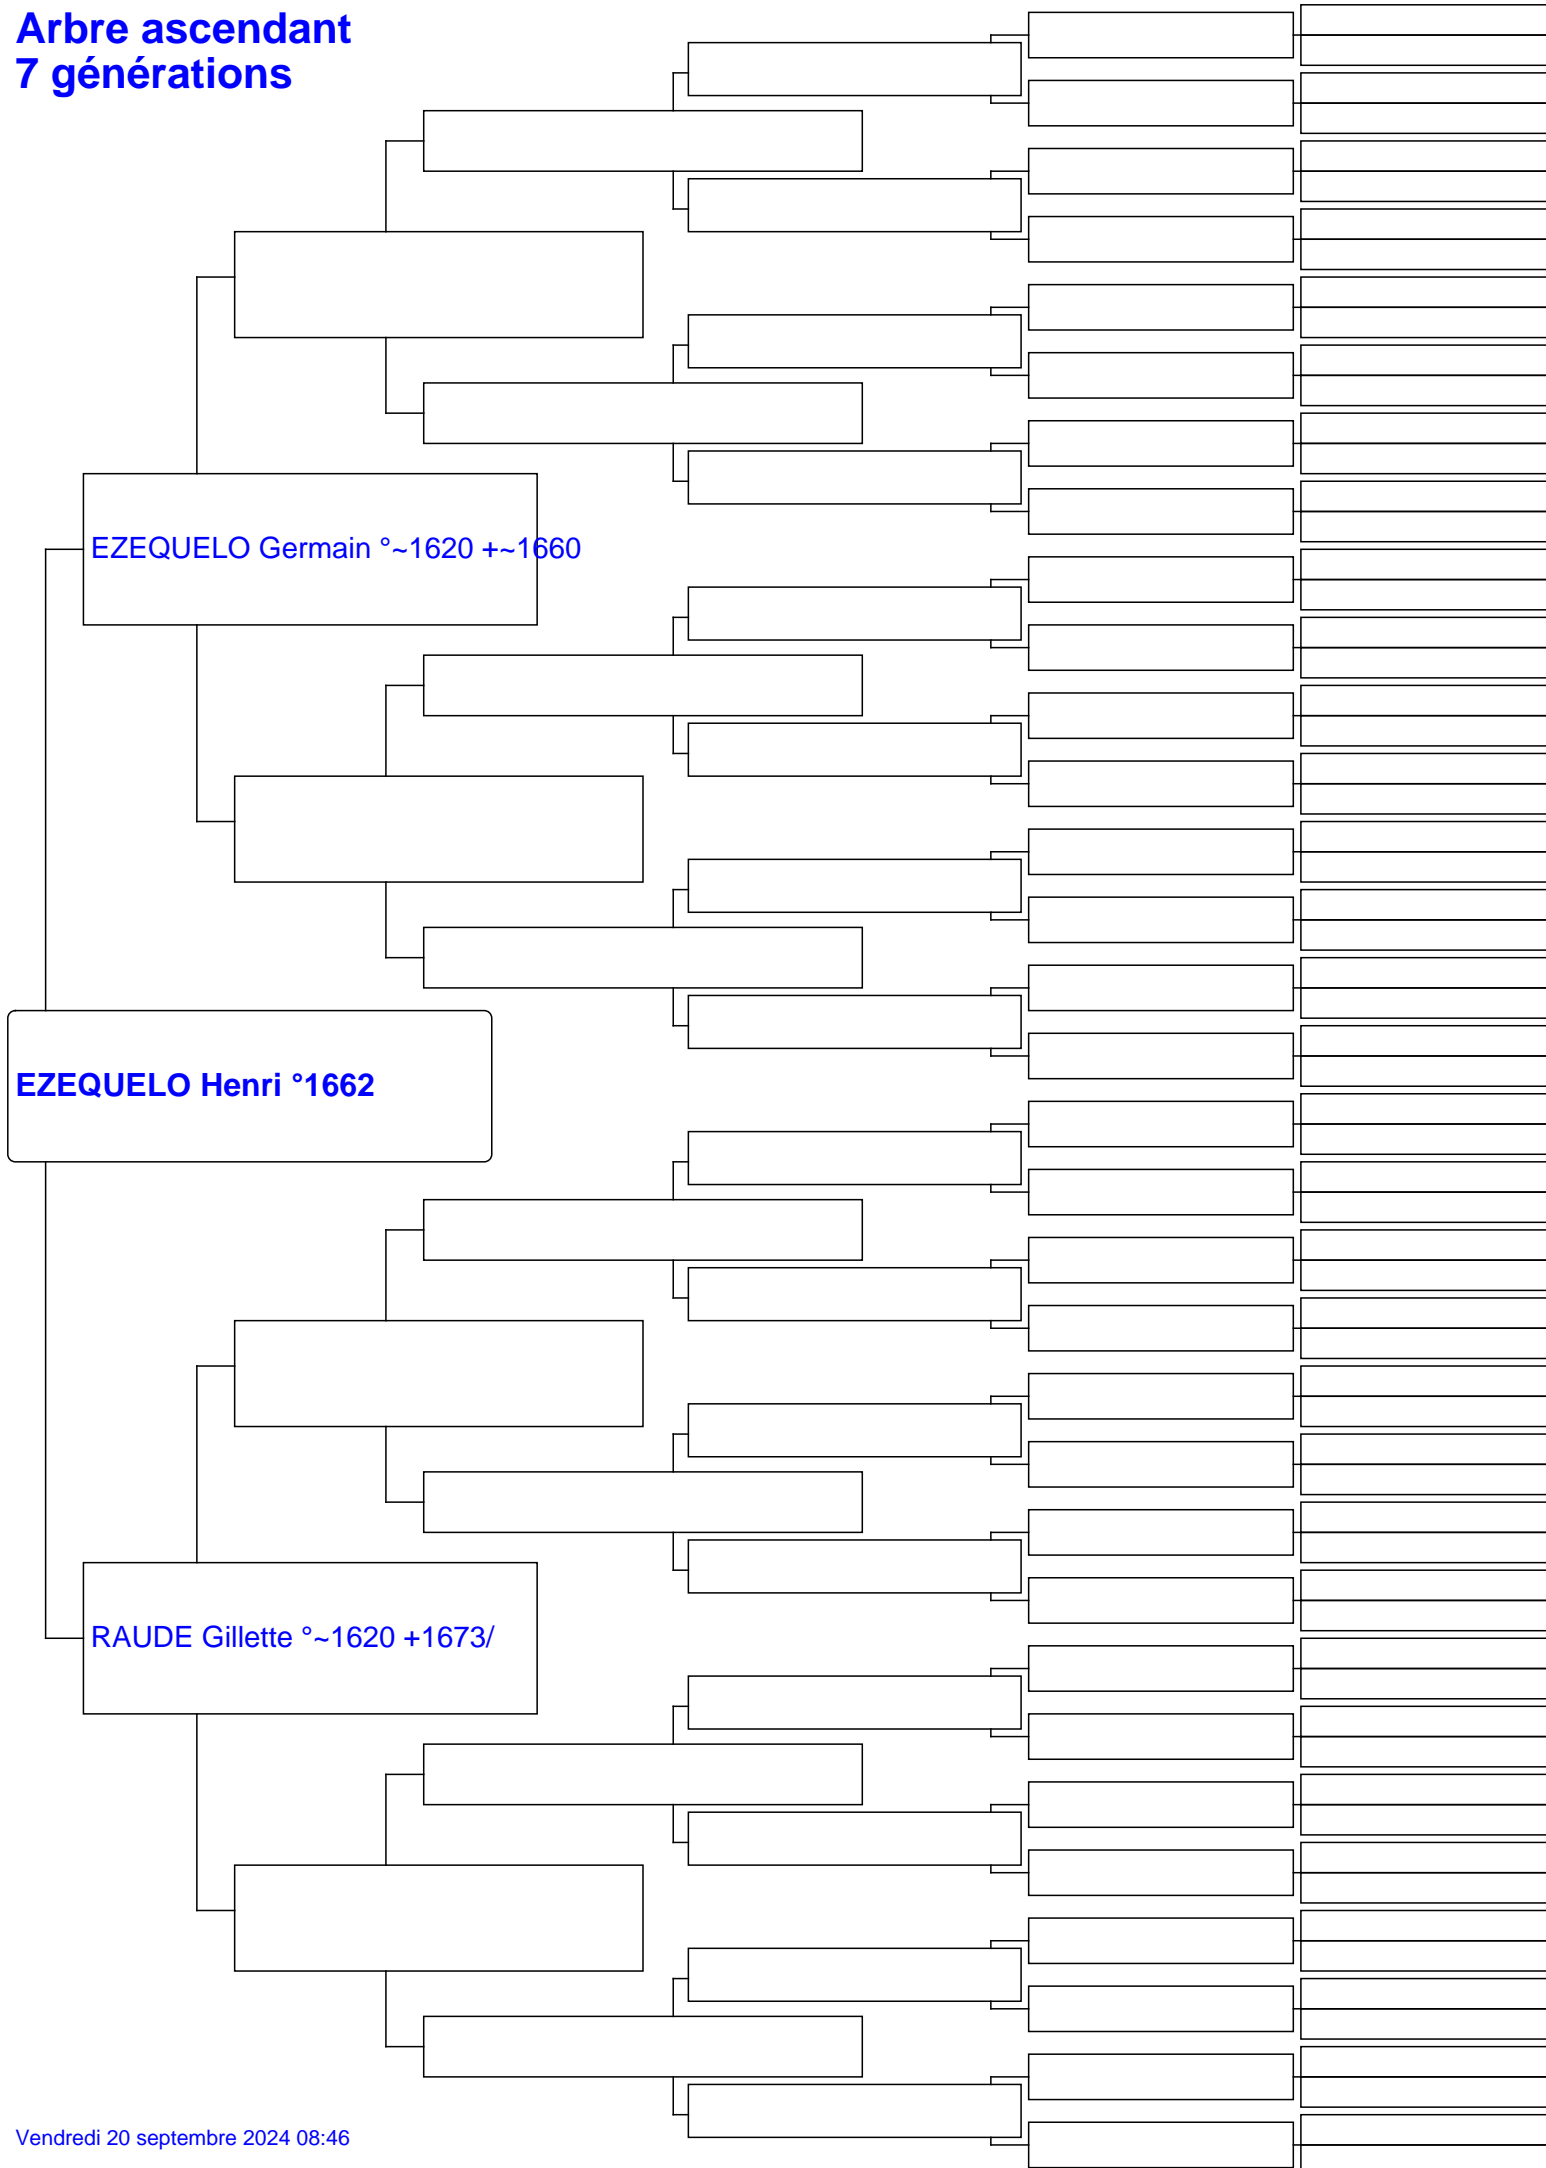 Arbre ascendant
7 générations
EZEQUELO Germain °~1620 +~1660
EZEQUELO Henri °1662
RAUDE Gillette °~1620 +1673/
Vendredi 20 septembre 2024 08:46